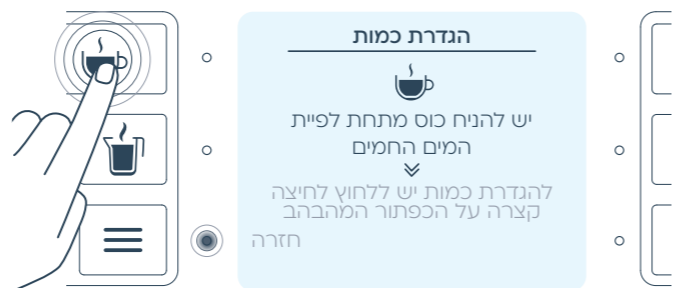 הגדרת כמות
יש להניח כוס מתחת לפיית
המים החמים
להגדרת כמות יש ללחוץ לחיצה
קצרה על הכפתור המהבהב
חזרה